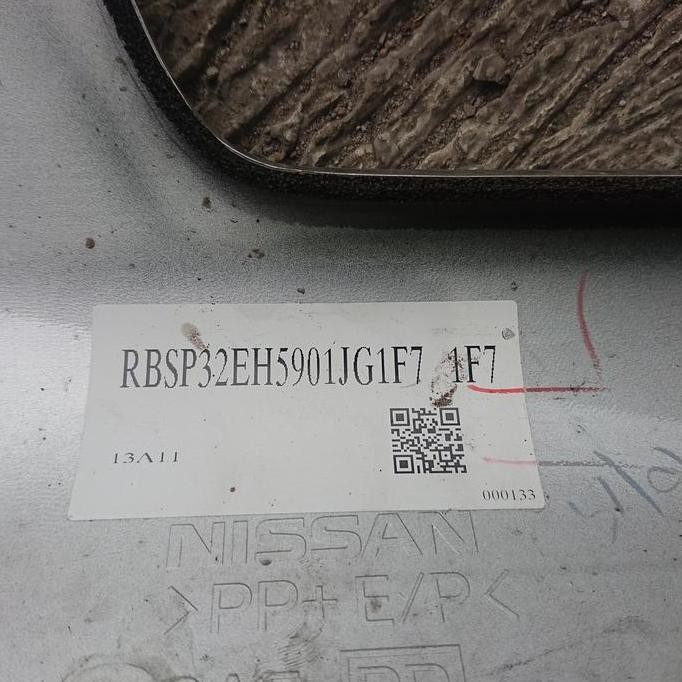 RBSP32EH5901JG1F7 1F7
13A11
000133
NISSAN
>PP+E/P<